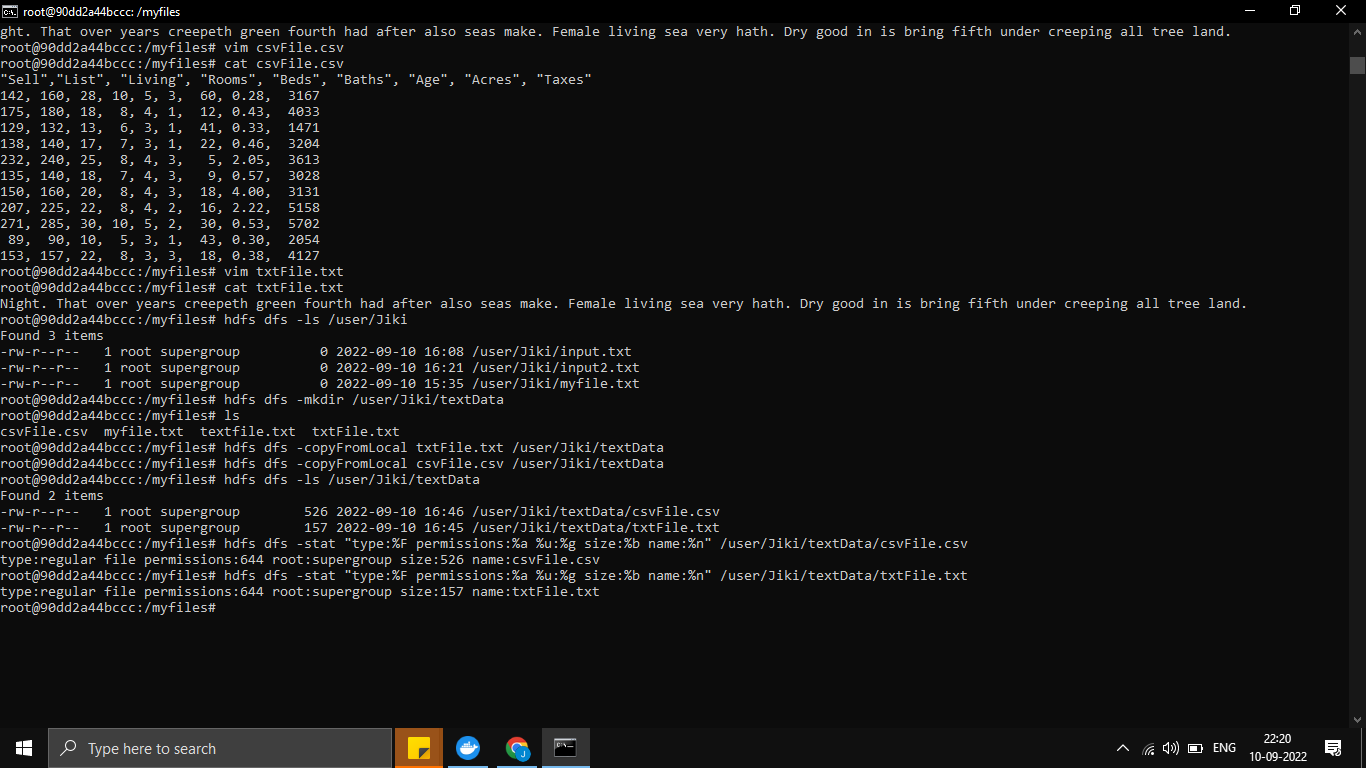 root@90dd2a44bccc: /myfiles
ght. That over years creepeth green fourth had after also seas make. Female living sea very hath. Dry good in is bring fifth under creeping all tree land.
root@90dd2a44bccc:/myfiles# vim csvFile.csv
root@90dd2a44bccc:/myfiles# cat csvFile.csv
"Sell","List", "Living", "Rooms", "Beds", "Baths", "Age", "Acres", "Taxes"
142, 160, 28, 10, 5, 3,  60, 0.28,  3167
175, 180, 18,  8, 4, 1,  12, 0.43,  4033
129, 132, 13,  6, 3, 1,  41, 0.33,  1471
138, 140, 17,  7, 3, 1,  22, 0.46,  3204
232, 240, 25,  8, 4, 3,   5, 2.05,  3613
135, 140, 18,  7, 4, 3,   9, 0.57,  3028
150, 160, 20,  8, 4, 3,  18, 4.00,  3131
207, 225, 22,  8, 4, 2,  16, 2.22,  5158
271, 285, 30, 10, 5, 2,  30, 0.53,  5702
 89,  90, 10,  5, 3, 1,  43, 0.30,  2054
153, 157, 22,  8, 3, 3,  18, 0.38,  4127
root@90dd2a44bccc:/myfiles# vim txtFile.txt
root@90dd2a44bccc:/myfiles# cat txtFile.txt
Night. That over years creepeth green fourth had after also seas make. Female living sea very hath. Dry good in is bring fifth under creeping all tree land.
root@90dd2a44bccc:/myfiles# hdfs dfs -ls /user/Jiki
Found 3 items
-rw-r--r--   1 root supergroup          0 2022-09-10 16:08 /user/Jiki/input.txt
-rw-r--r--   1 root supergroup          0 2022-09-10 16:21 /user/Jiki/input2.txt
-rw-r--r--   1 root supergroup          0 2022-09-10 15:35 /user/Jiki/myfile.txt
root@90dd2a44bccc:/myfiles# hdfs dfs -mkdir /user/Jiki/textData
root@90dd2a44bccc:/myfiles# ls
csvFile.csv  myfile.txt  textfile.txt  txtFile.txt
root@90dd2a44bccc:/myfiles# hdfs dfs -copyFromLocal txtFile.txt /user/Jiki/textData
root@90dd2a44bccc:/myfiles# hdfs dfs -copyFromLocal csvFile.csv /user/Jiki/textData
root@90dd2a44bccc:/myfiles# hdfs dfs -ls /user/Jiki/textData
Found 2 items
-rw-r--r--   1 root supergroup        526 2022-09-10 16:46 /user/Jiki/textData/csvFile.csv
-rw-r--r--   1 root supergroup        157 2022-09-10 16:45 /user/Jiki/textData/txtFile.txt
root@90dd2a44bccc:/myfiles# hdfs dfs -stat "type:%F permissions:%a %u:%g size:%b name:%n" /user/Jiki/textData/csvFile.csv
type:regular file permissions:644 root:supergroup size:526 name:csvFile.csv
root@90dd2a44bccc:/myfiles# hdfs dfs -stat "type:%F permissions:%a %u:%g size:%b name:%n" /user/Jiki/textData/txtFile.txt
type:regular file permissions:644 root:supergroup size:157 name:txtFile.txt
root@90dd2a44bccc:/myfiles#
Type here to search
J
ENG
22:20
10-09-2022